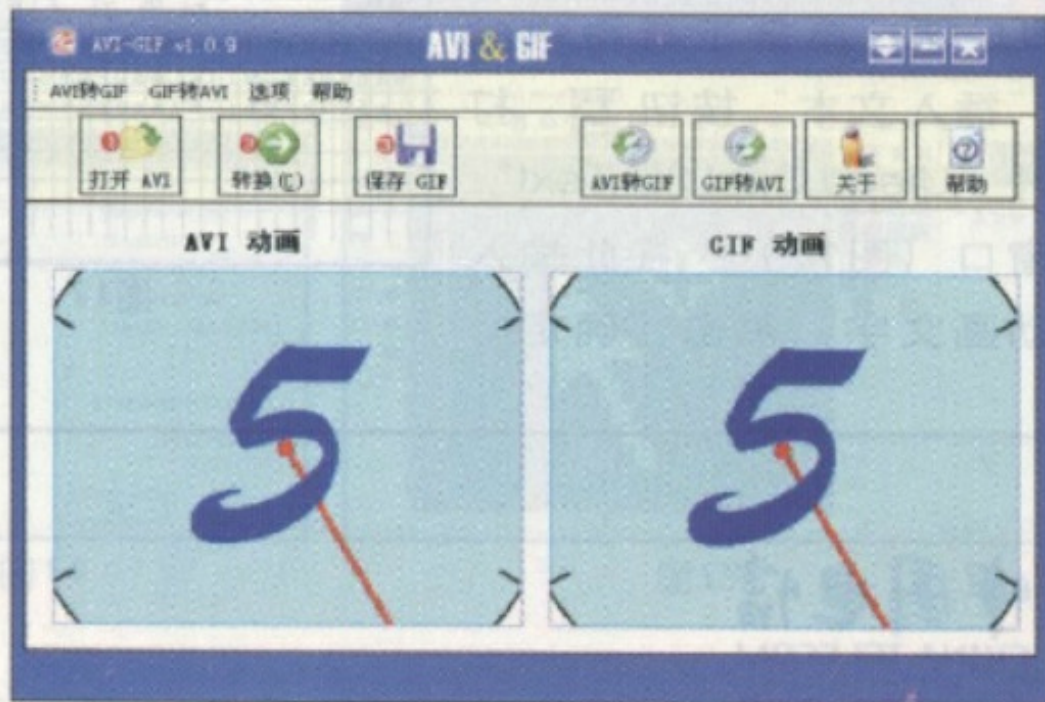 AVI-GIF v1.0.9 AVI & GIF
AVI转GIF GIF转AVI 选项 帮助
1 打开 AVI 2 转换(C) 3 保存 GIF AVI转GIF GIF转AVI 关于 ? 帮助
AVI 动画 GIF 动画
5 5